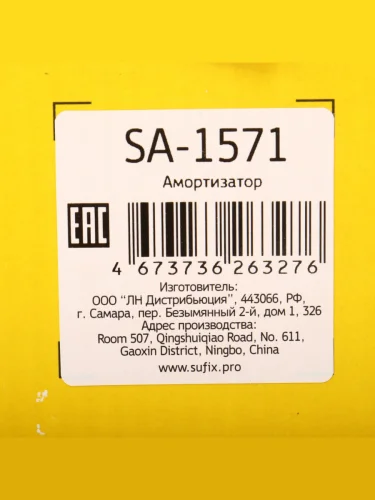 SA-1571
Амортизатор
EAC
4 673736 263276
Изготовитель:
ООО "ЛН Дистрибьюция", 443066, РФ,
г. Самара, пер. Безымянный 2-й, дом 1, 326
Адрес производства:
Room 507, Qingshuiqiao Road, No. 611,
Gaoxin District, Ningbo, China
www.sufix.pro